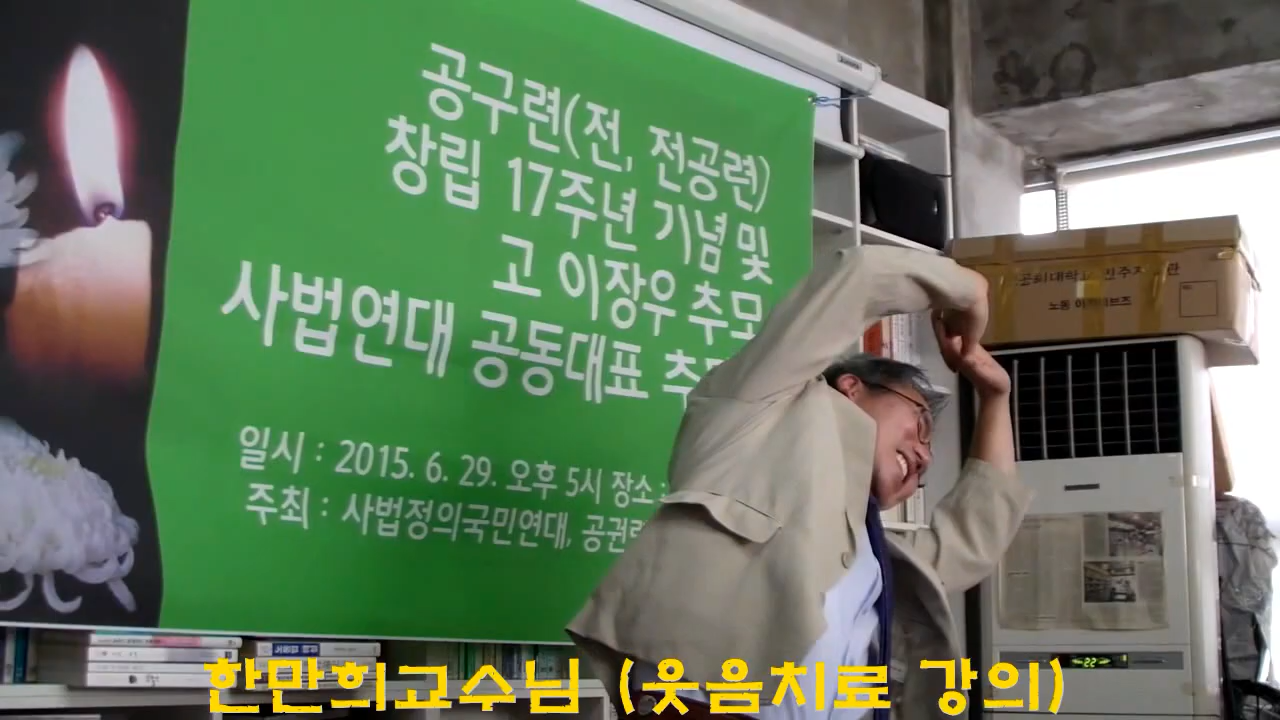 공구련(전, 전공련)
창립 17주년 기념 및
고 이장우 추모
사법연대 공동대표
일시 : 2015. 6. 29. 오후 5시 장소 :
주최 : 사법정의국민연대,
노동
22
한만희교수님 (웃음치료 강의)